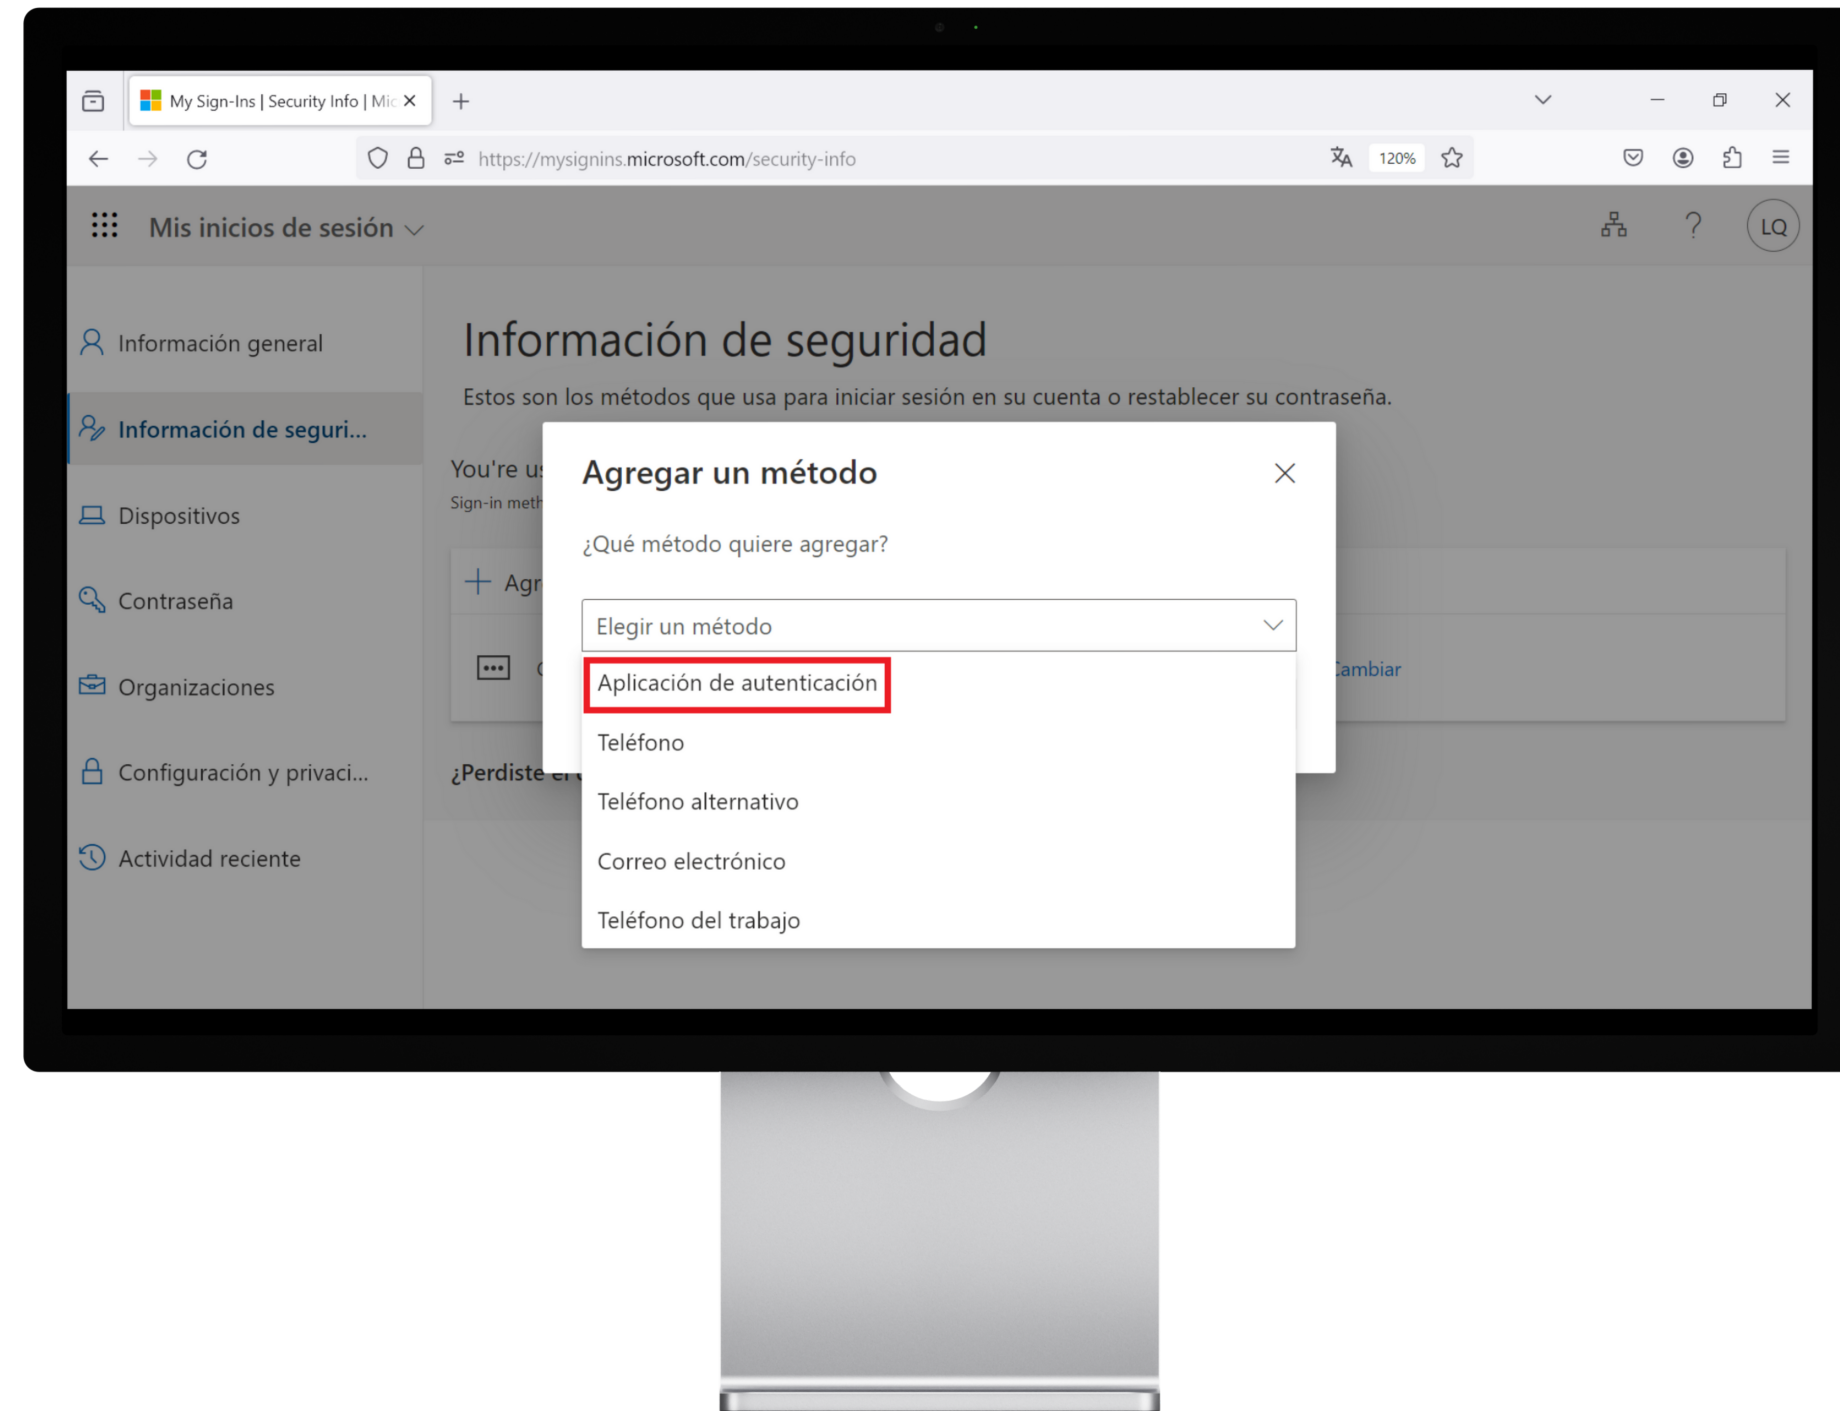 My Sign-Ins | Security Info | Mic
https://mysignins.microsoft.com/security-info
120%
Mis inicios de sesión
LQ
Información general
Información de seguri...
Dispositivos
Contraseña
Organizaciones
Configuración y privaci...
Actividad reciente
Información de seguridad
Estos son los métodos que usa para iniciar sesión en su cuenta o restablecer su contraseña.
You're us
Sign-in meth
Agr
Cambiar
¿Perdiste el
Agregar un método
¿Qué método quiere agregar?
Elegir un método
Aplicación de autenticación
Teléfono
Teléfono alternativo
Correo electrónico
Teléfono del trabajo